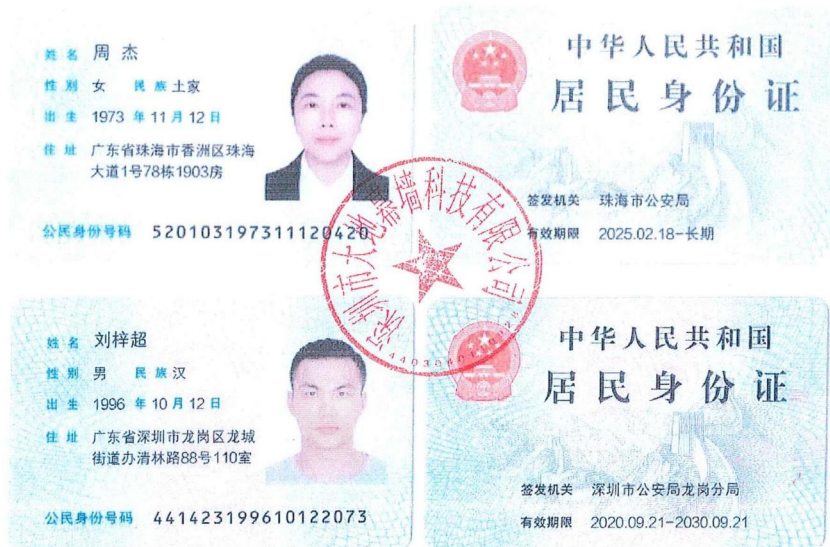 姓名 周杰
性别 女 民族 土家
出生 1973 年 11 月 12 日
住址 广东省珠海市香洲区珠海
大道1号78栋1903房
公民身份号码 520103197311120420
中华人民共和国
居民身份证
签发机关 珠海市公安局
有效期限 2025.02.18-长期
深圳市大地幕墙科技有限公司
姓名 刘梓超
性别 男 民族 汉
出生 1996 年 10 月 12 日
住址 广东省深圳市龙岗区龙城
街道办清林路88号110室
公民身份号码 441423199610122073
中华人民共和国
居民身份证
签发机关 深圳市公安局龙岗分局
有效期限 2020.09.21-2030.09.21